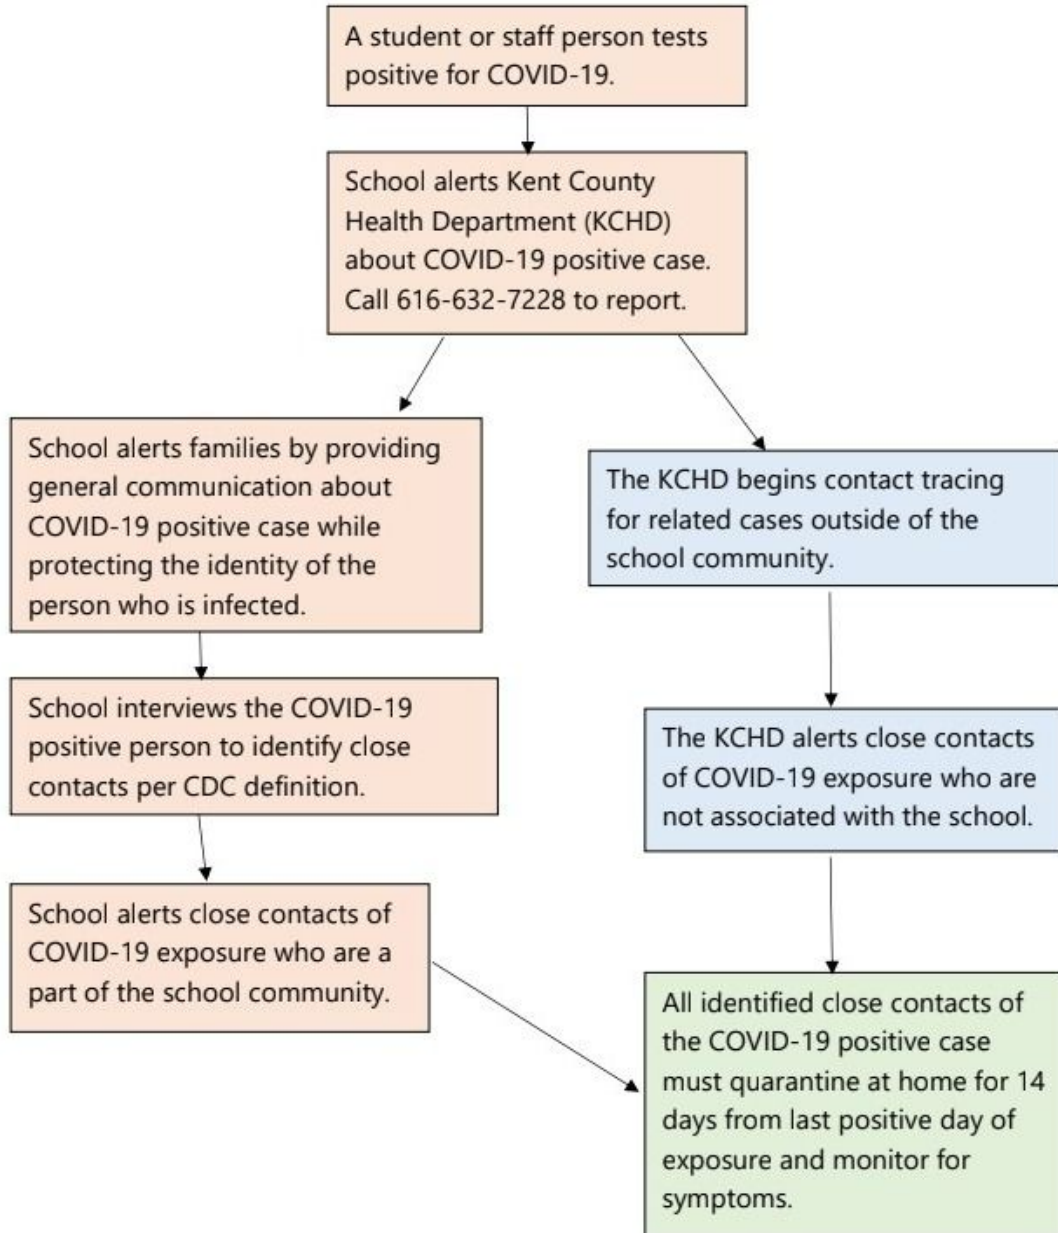 A student or staff person tests
positive for COVID-19.
School alerts Kent County
Health Department (KCHD)
about COVID-19 positive case.
Call 616-632-7228 to report.
School alerts families by providing
general communication about
COVID-19 positive case while
protecting the identity of the
person who is infected.
School interviews the COVID-19
positive person to identify close
contacts per CDC definition.
School alerts close contacts of
COVID-19 exposure who are a
part of the school community.
The KCHD begins contact tracing
for related cases outside of the
school community.
The KCHD alerts close contacts
of COVID-19 exposure who are
not associated with the school.
All identified close contacts of
the COVID-19 positive case
must quarantine at home for 14
days from last positive day of
exposure and monitor for
symptoms.